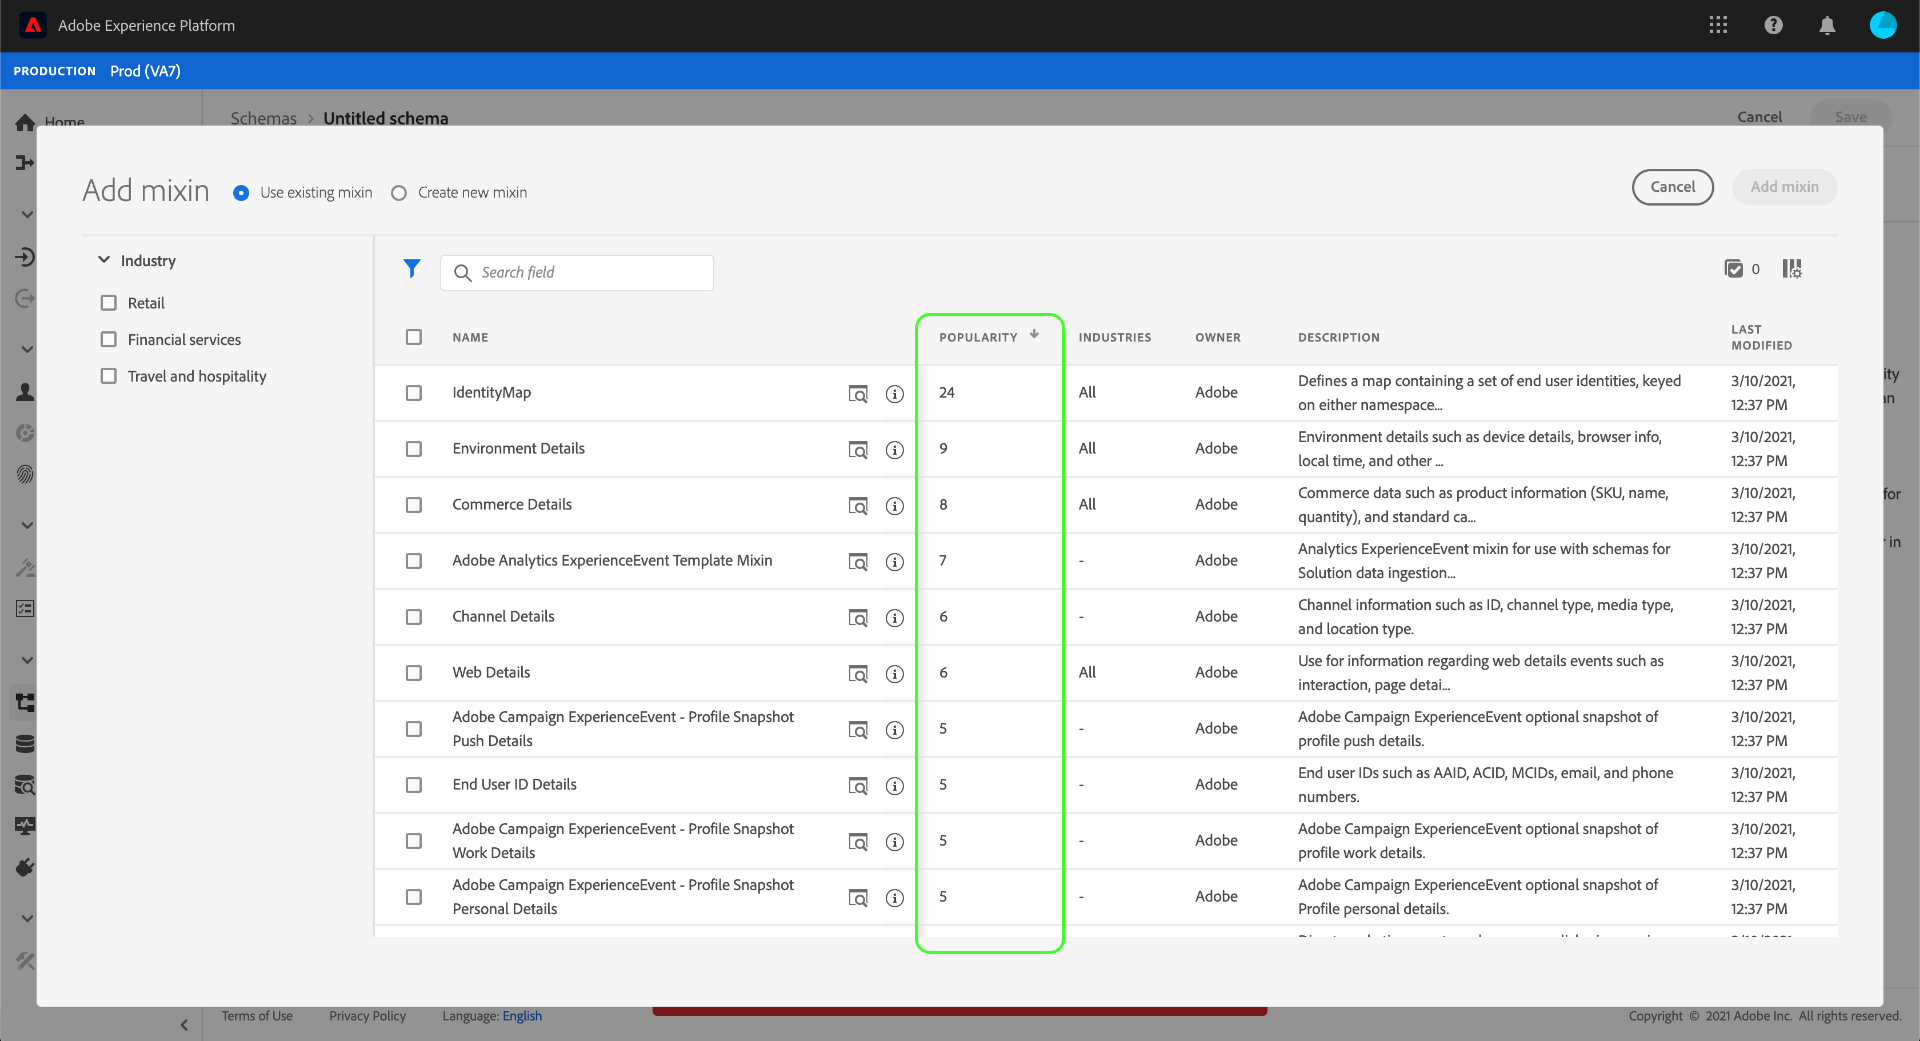 Adobe Experience Platform
PRODUCTION Prod (VA7)
Home
Schemas > Untitled schema
Cancel Save
Add mixin Use existing mixin Create new mixin
Cancel Add mixin
Industry
Retail
Financial services
Travel and hospitality
Search field
0
NAME POPULARITY INDUSTRIES OWNER DESCRIPTION LAST
MODIFIED
IdentityMap 24 All Adobe Defines a map containing a set of end user identities, keyed 3/10/2021,
on either namespace... 12:37 PM
Environment Details 9 All Adobe Environment details such as device details, browser info, 3/10/2021,
local time, and other ... 12:37 PM
Commerce Details 8 All Adobe Commerce data such as product information (SKU, name, 3/10/2021,
quantity), and standard ca... 12:37 PM
Adobe Analytics ExperienceEvent Template Mixin 7 - Adobe Analytics ExperienceEvent mixin for use with schemas for 3/10/2021,
Solution data ingestion... 12:37 PM
Channel Details 6 - Adobe Channel information such as ID, channel type, media type, 3/10/2021,
and location type. 12:37 PM
Web Details 6 All Adobe Use for information regarding web details events such as 3/10/2021,
interaction, page detai... 12:37 PM
Adobe Campaign ExperienceEvent - Profile Snapshot 5 - Adobe Adobe Campaign ExperienceEvent optional snapshot of 3/10/2021,
Push Details profile push details. 12:37 PM
End User ID Details 5 - Adobe End user IDs such as AAID, ACID, MCIDs, email, and phone 3/10/2021,
numbers. 12:37 PM
Adobe Campaign ExperienceEvent - Profile Snapshot 5 - Adobe Adobe Campaign ExperienceEvent optional snapshot of 3/10/2021,
Work Details profile work details. 12:37 PM
Adobe Campaign ExperienceEvent - Profile Snapshot 5 - Adobe Adobe Campaign ExperienceEvent optional snapshot of 3/10/2021,
Personal Details Profile personal details. 12:37 PM
ity
an
for
r in
Terms of Use Privacy Policy Language: English
Copyright © 2021 Adobe Inc. All rights reserved.